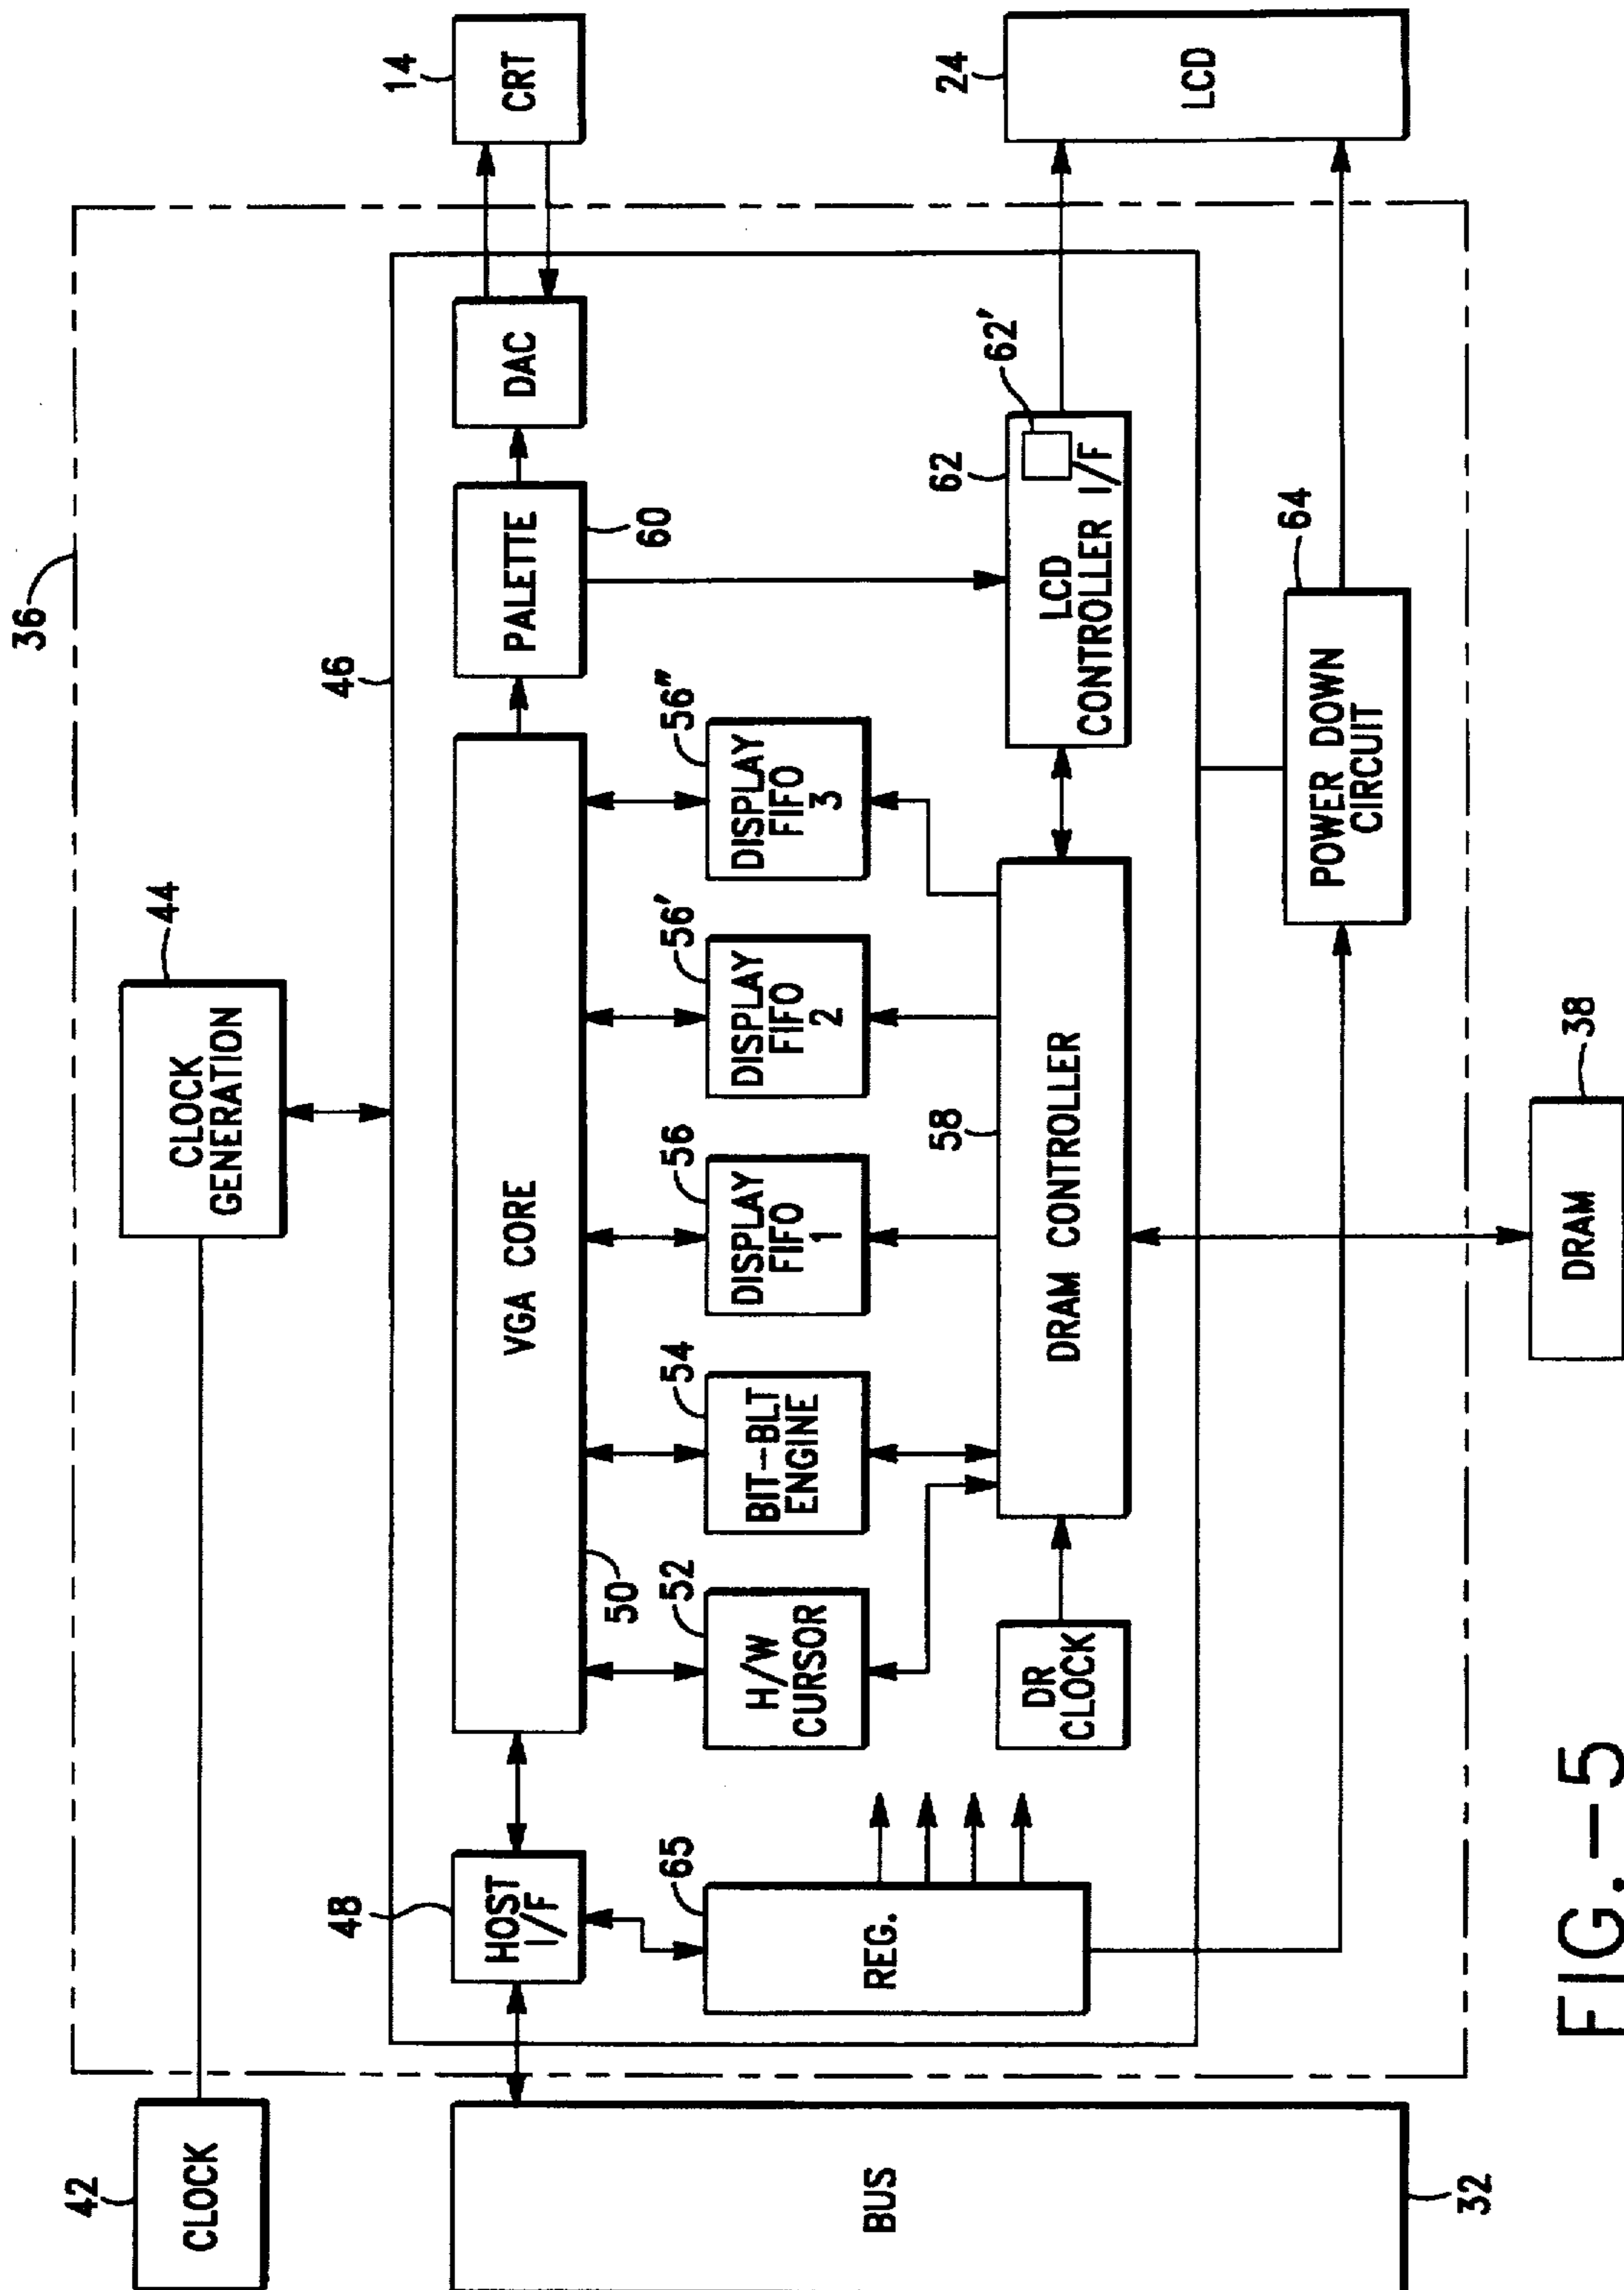 42
CLOCK
36
44
CLOCK
GENERATION
46
14
CRT
48
HOST
I/F
VGA CORE
50
PALETTE
60
DAC
BUS
32
65
REG.
52
H/W
CURSOR
54
BIT-BLT
ENGINE
56
DISPLAY
FIFO
1
56'
DISPLAY
FIFO
2
56"
DISPLAY
FIFO
3
DR
CLOCK
58
DRAM CONTROLLER
62
62'
LCD
CONTROLLER I/F
24
LCD
64
POWER DOWN
CIRCUIT
38
DRAM
FIG.-5